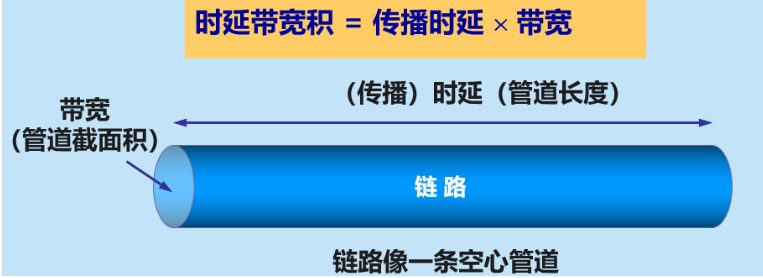 时延带宽积 = 传播时延 × 带宽
（传播）时延（管道长度）
带宽
（管道截面积）
链 路
链路像一条空心管道